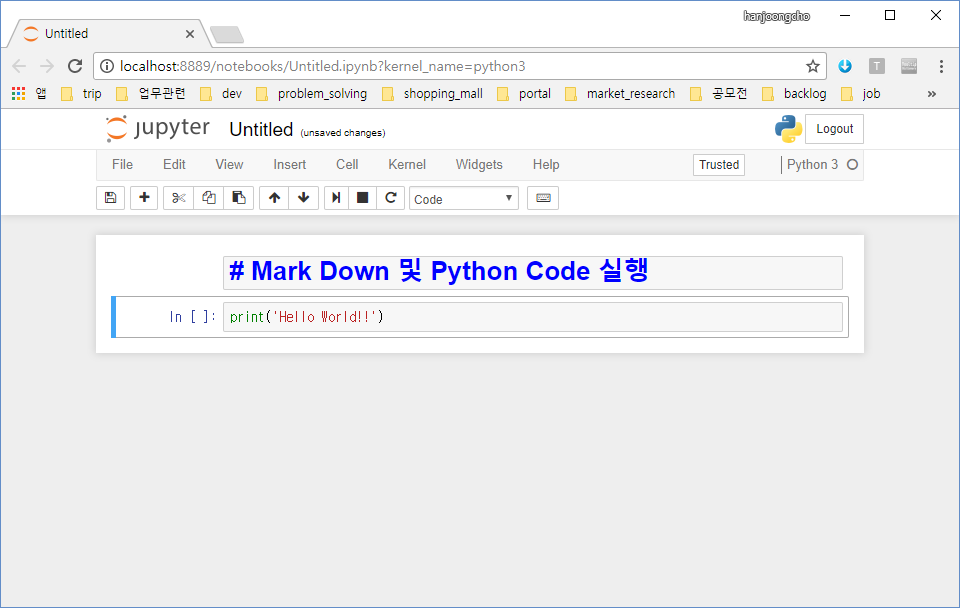 hanjoongcho
Untitled
localhost:8889/notebooks/Untitled.ipynb?kernel_name=python3
앱 trip 업무관련 dev problem_solving shopping_mall portal market_research 공모전 backlog job »
jupyter Untitled (unsaved changes) Logout
File Edit View Insert Cell Kernel Widgets Help Trusted Python 3
Code
# Mark Down 및 Python Code 실행
In [ ]: print('Hello World!!')